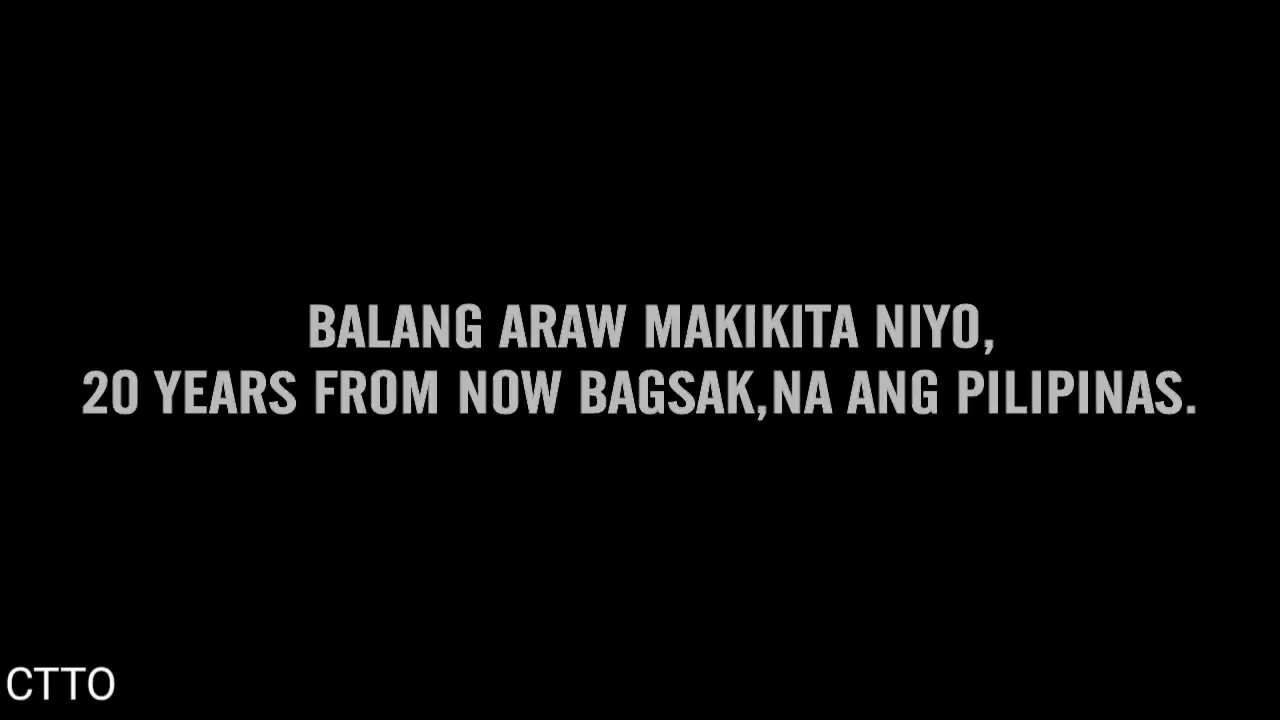 BALANG ARAW MAKIKITA NIYO,
20 YEARS FROM NOW BAGSAK,NA ANG PILIPINAS.
CTTO